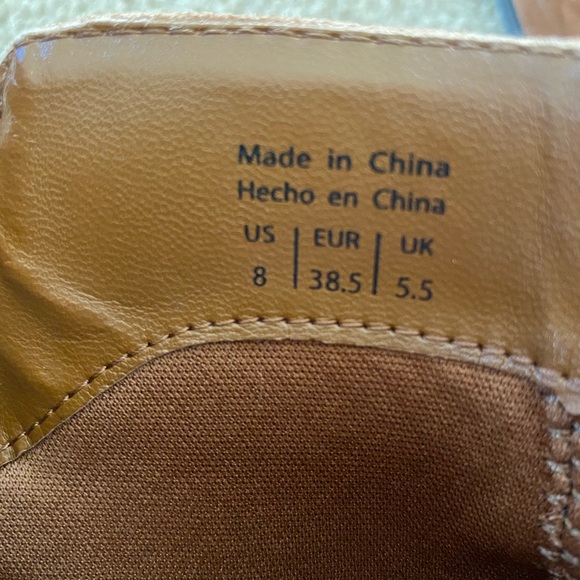 Made in China
Hecho en China
US | EUR | UK
8 | 38.5 | 5.5